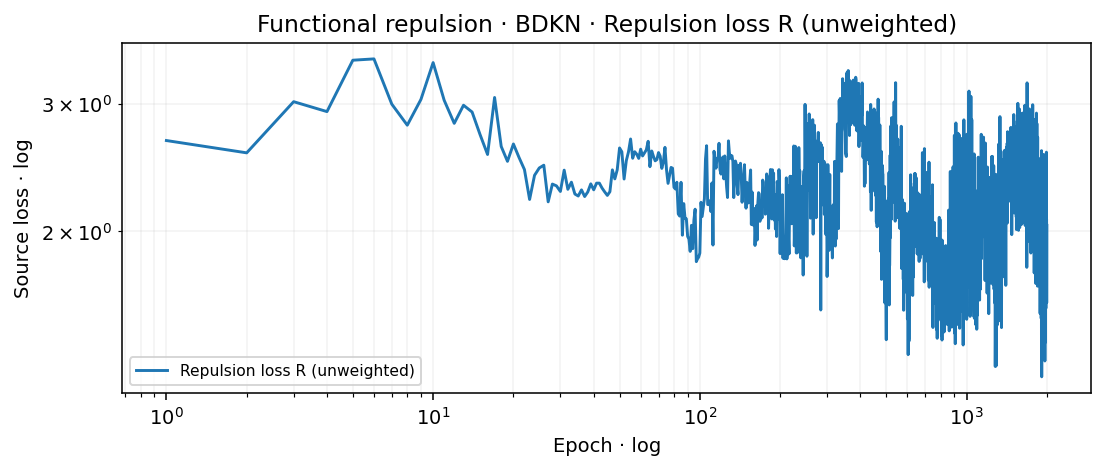 Functional repulsion · BDKN · Repulsion loss R (unweighted)
Source loss · log
3 × 10⁰
2 × 10⁰
Repulsion loss R (unweighted)
10⁰ 10¹ 10² 10³
Epoch · log